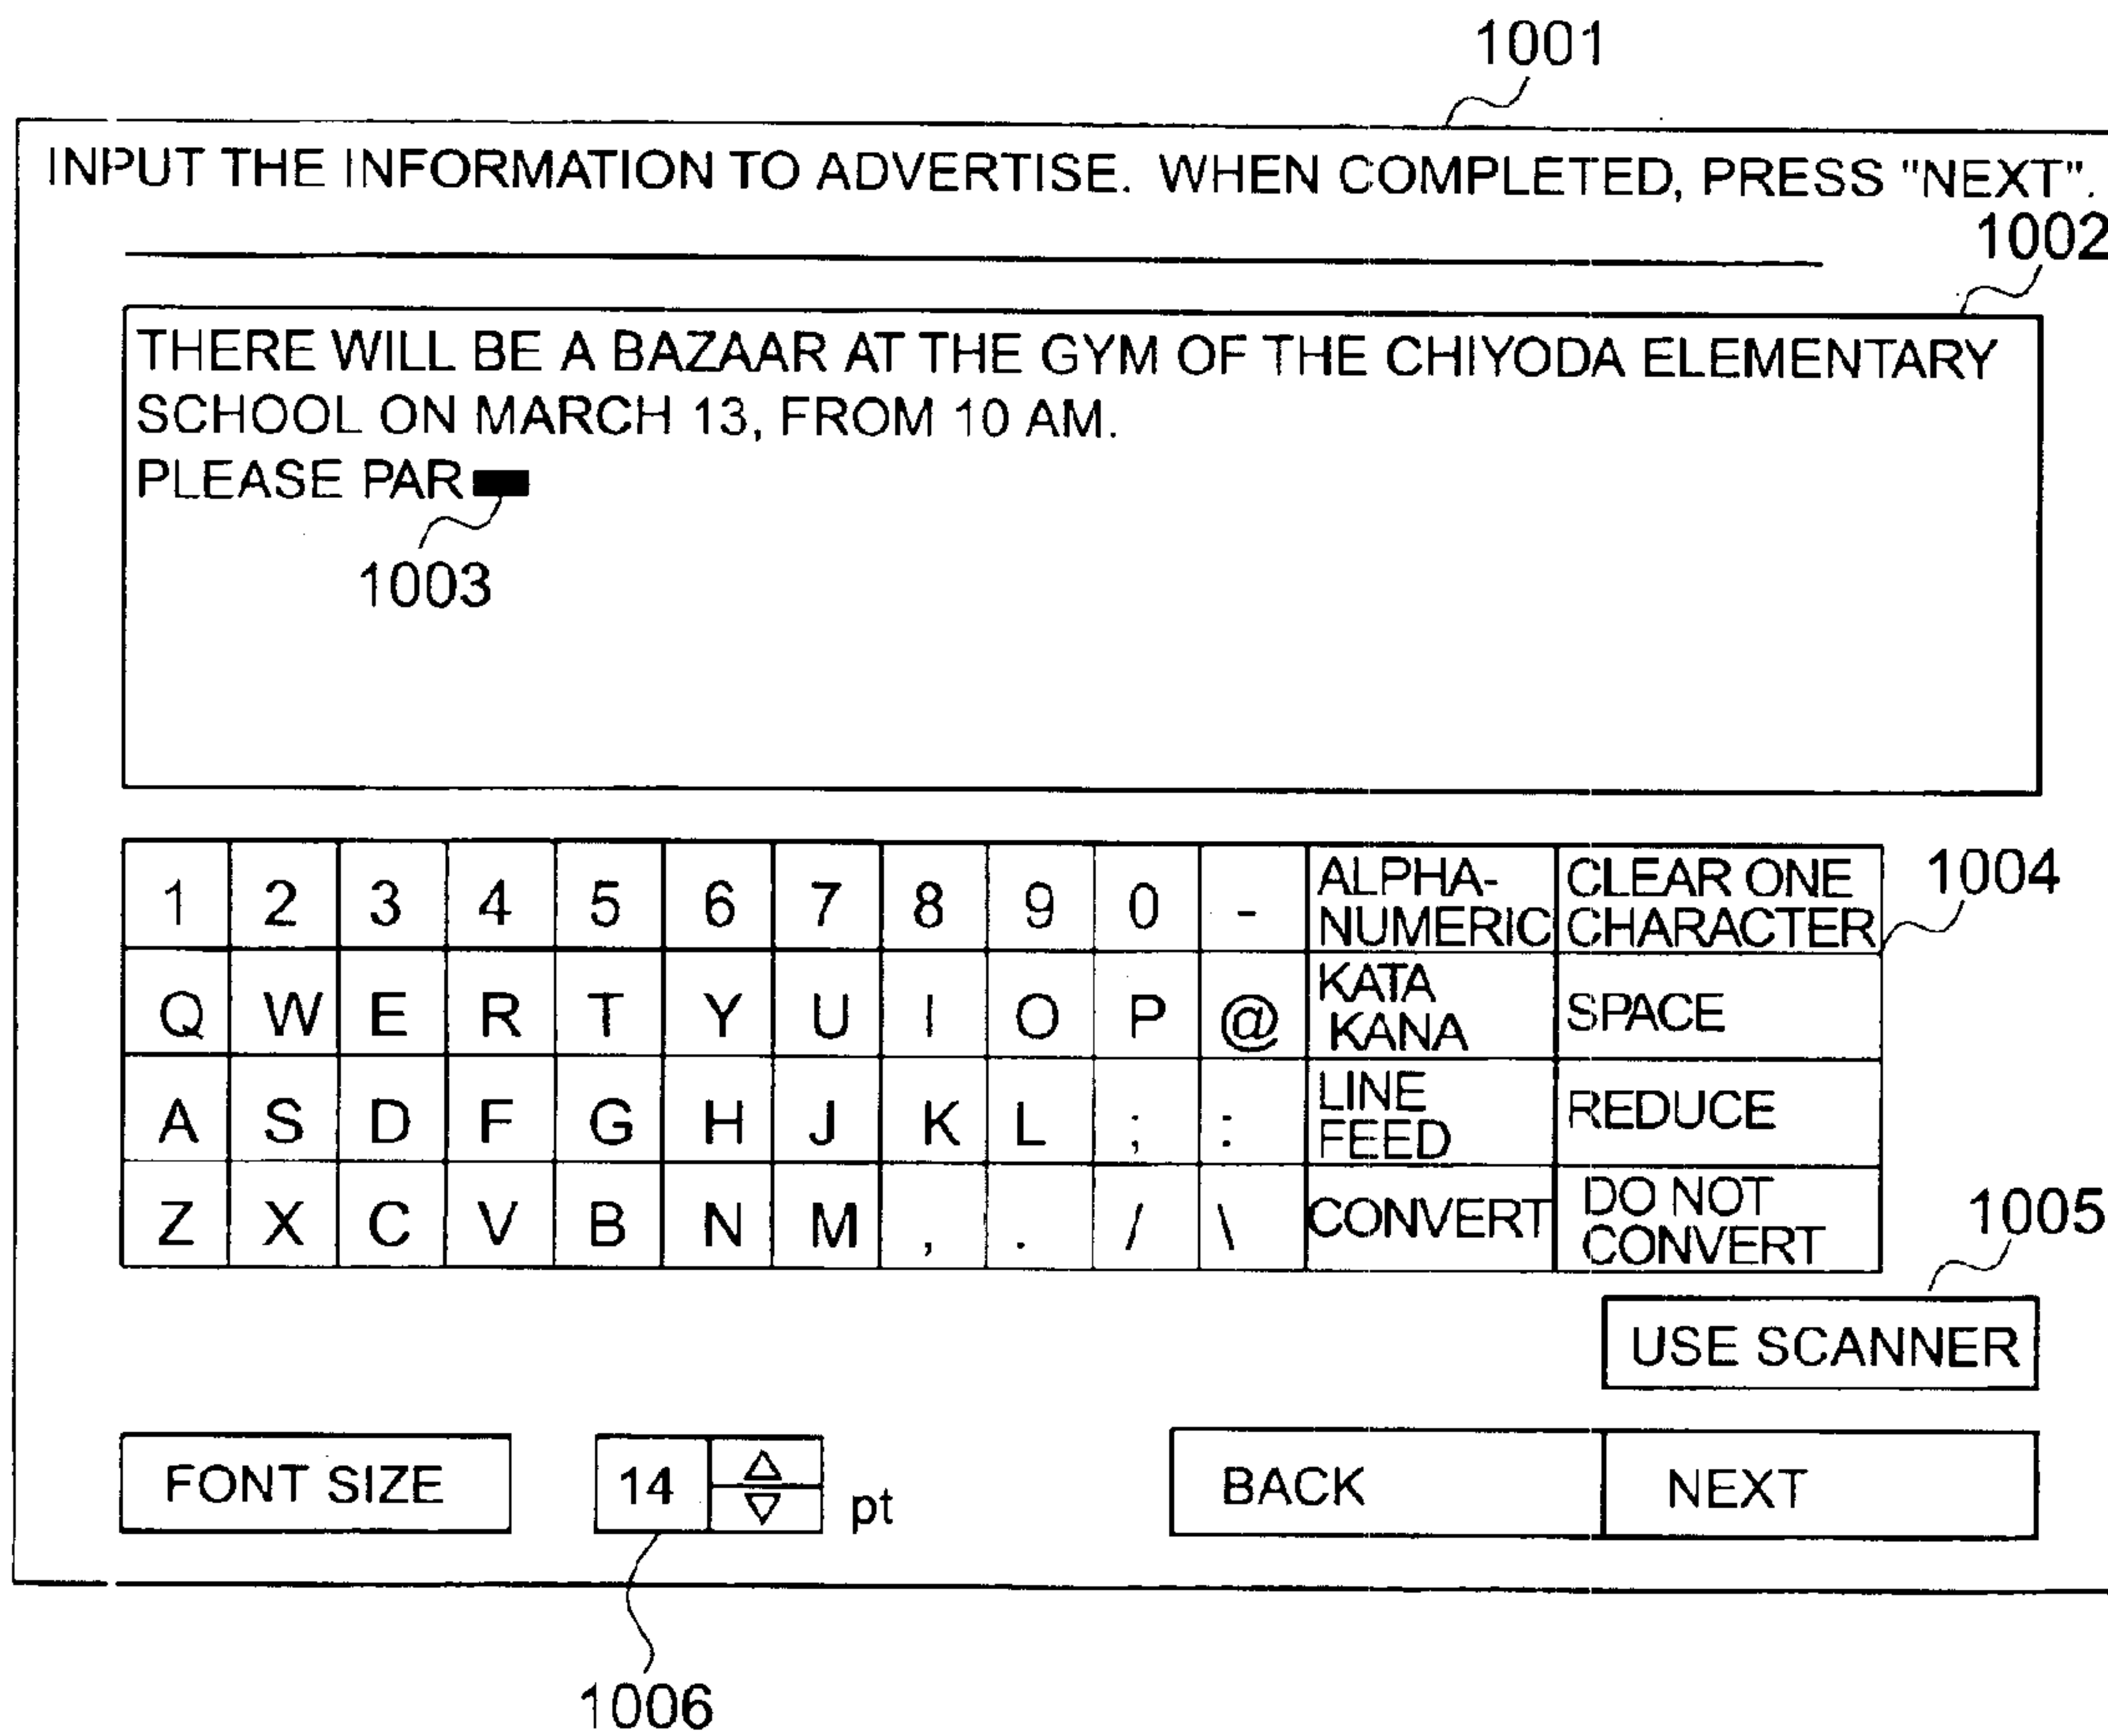 1001
INPUT THE INFORMATION TO ADVERTISE. WHEN COMPLETED, PRESS "NEXT".
1002
THERE WILL BE A BAZAAR AT THE GYM OF THE CHIYODA ELEMENTARY
SCHOOL ON MARCH 13, FROM 10 AM.
PLEASE PAR
1003
1 2 3 4 5 6 7 8 9 0 - ALPHA-NUMERIC CLEAR ONE CHARACTER
1004
Q W E R T Y U I O P @ KATA KANA SPACE
A S D F G H J K L ; : LINE FEED REDUCE
Z X C V B N M , . / \ CONVERT DO NOT CONVERT
1005
USE SCANNER
FONT SIZE 14 pt BACK NEXT
1006